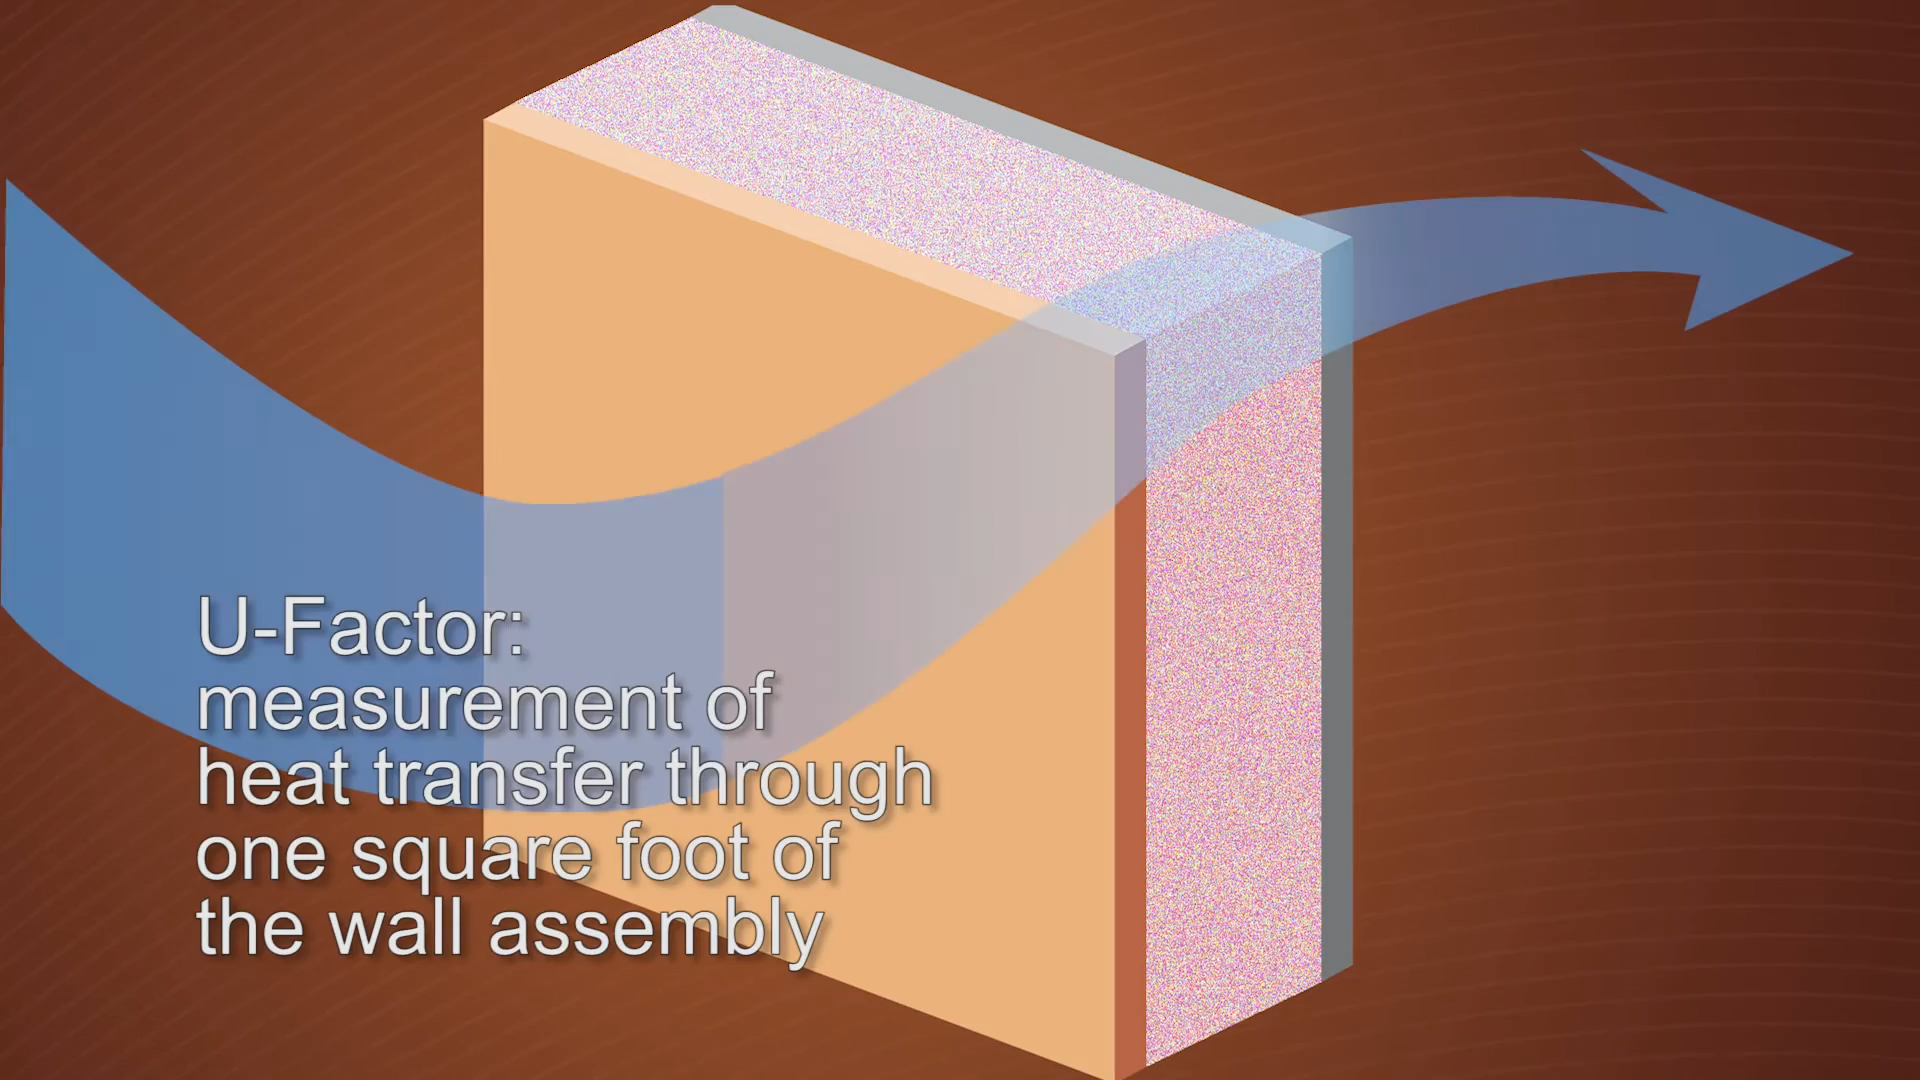 U-Factor:
measurement of
heat transfer through
one square foot of
the wall assembly